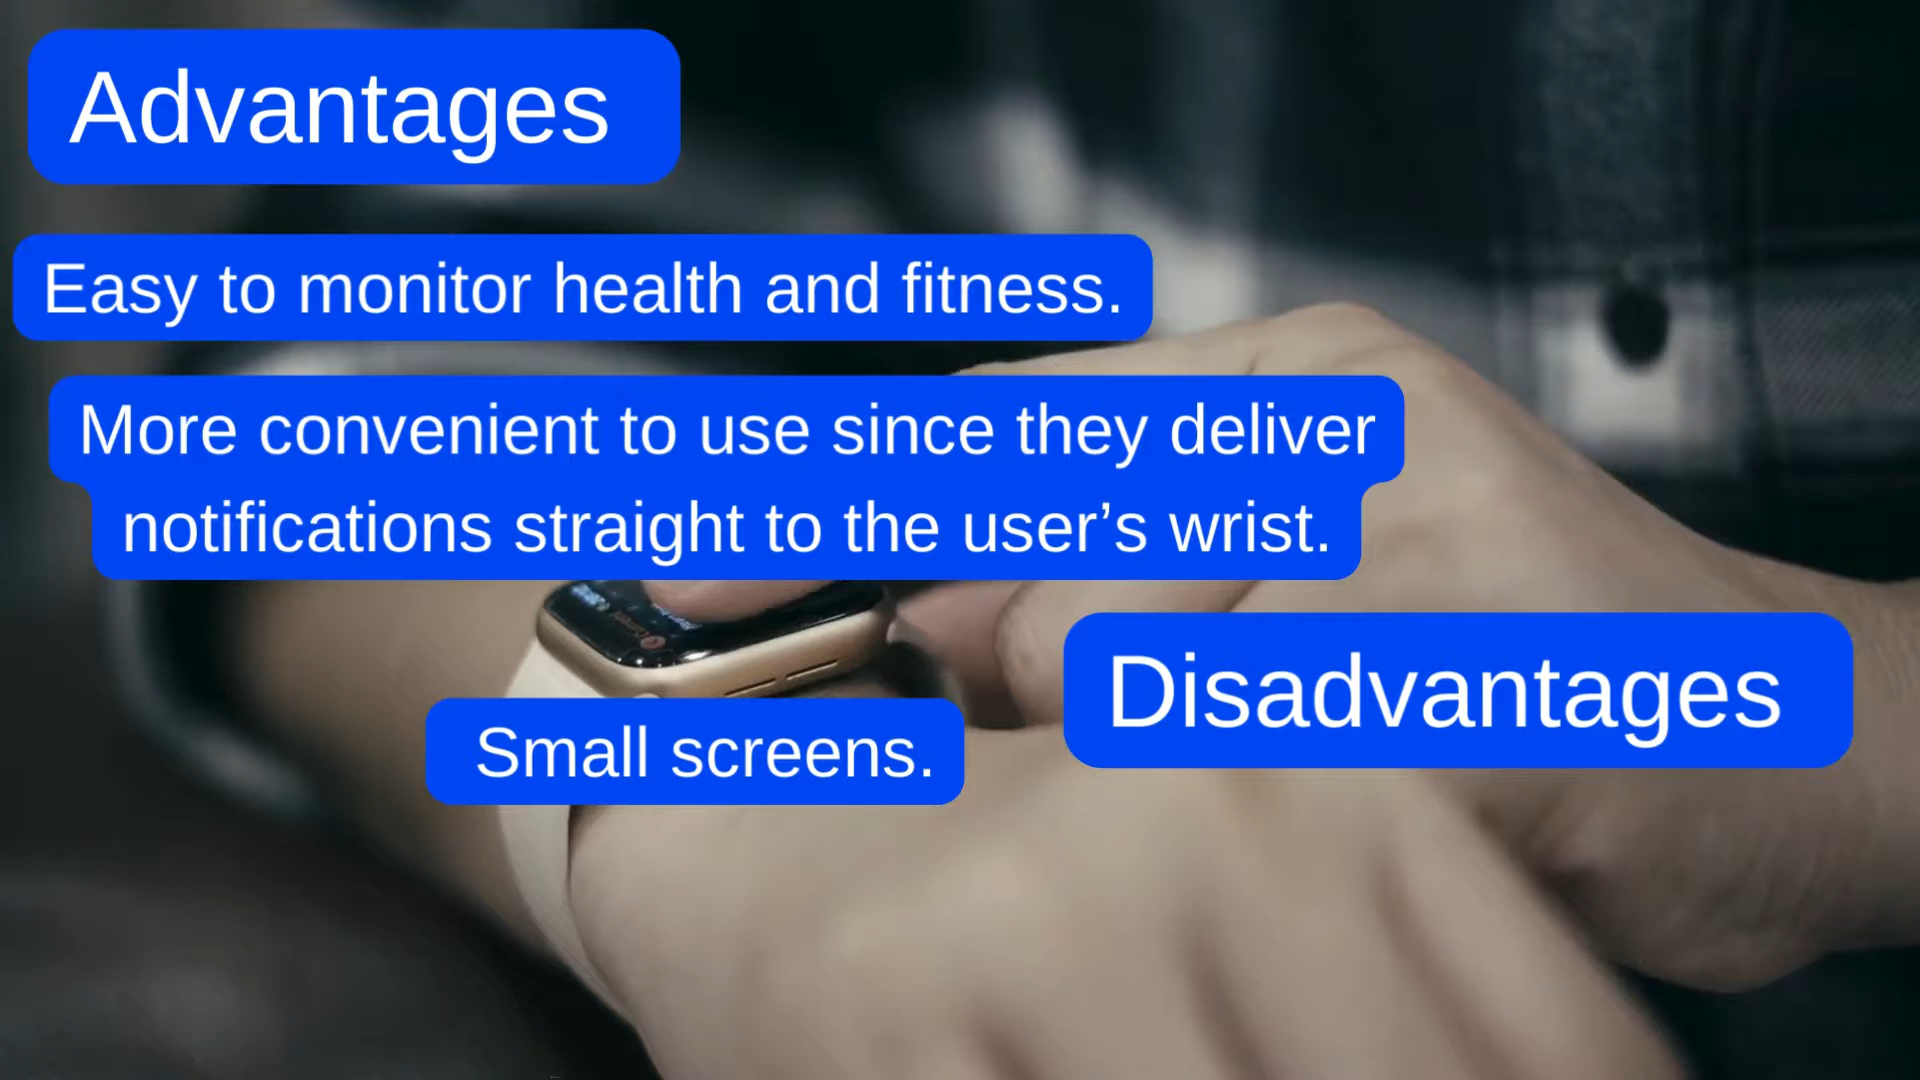 Advantages
Easy to monitor health and fitness.
More convenient to use since they deliver
notifications straight to the user’s wrist.
Disadvantages
Small screens.